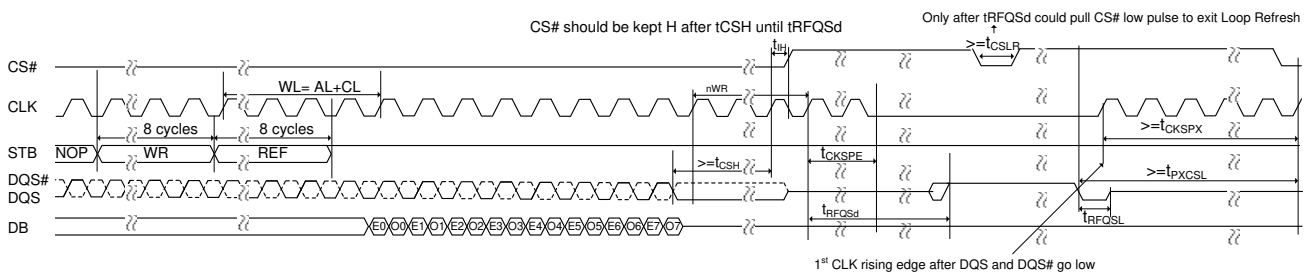 Only after tRFQSd could pull CS# low pulse to exit Loop Refresh
CS# should be kept H after tCSH until tRFQSd
tIH
>=tCSLR
CS#
WL= AL+CL
nWR
CLK
8 cycles
8 cycles
>=tCKSPX
STB
NOP
WR
REF
>=tCSH
tCKSPE
DQS#
DQS
>=tPXCSL
tRFQSd
tRFQSL
DB
E0 O0 E1 O1 E2 O2 E3 O3 E4 O4 E5 O5 E6 O6 E7 O7
1st CLK rising edge after DQS and DQS# go low